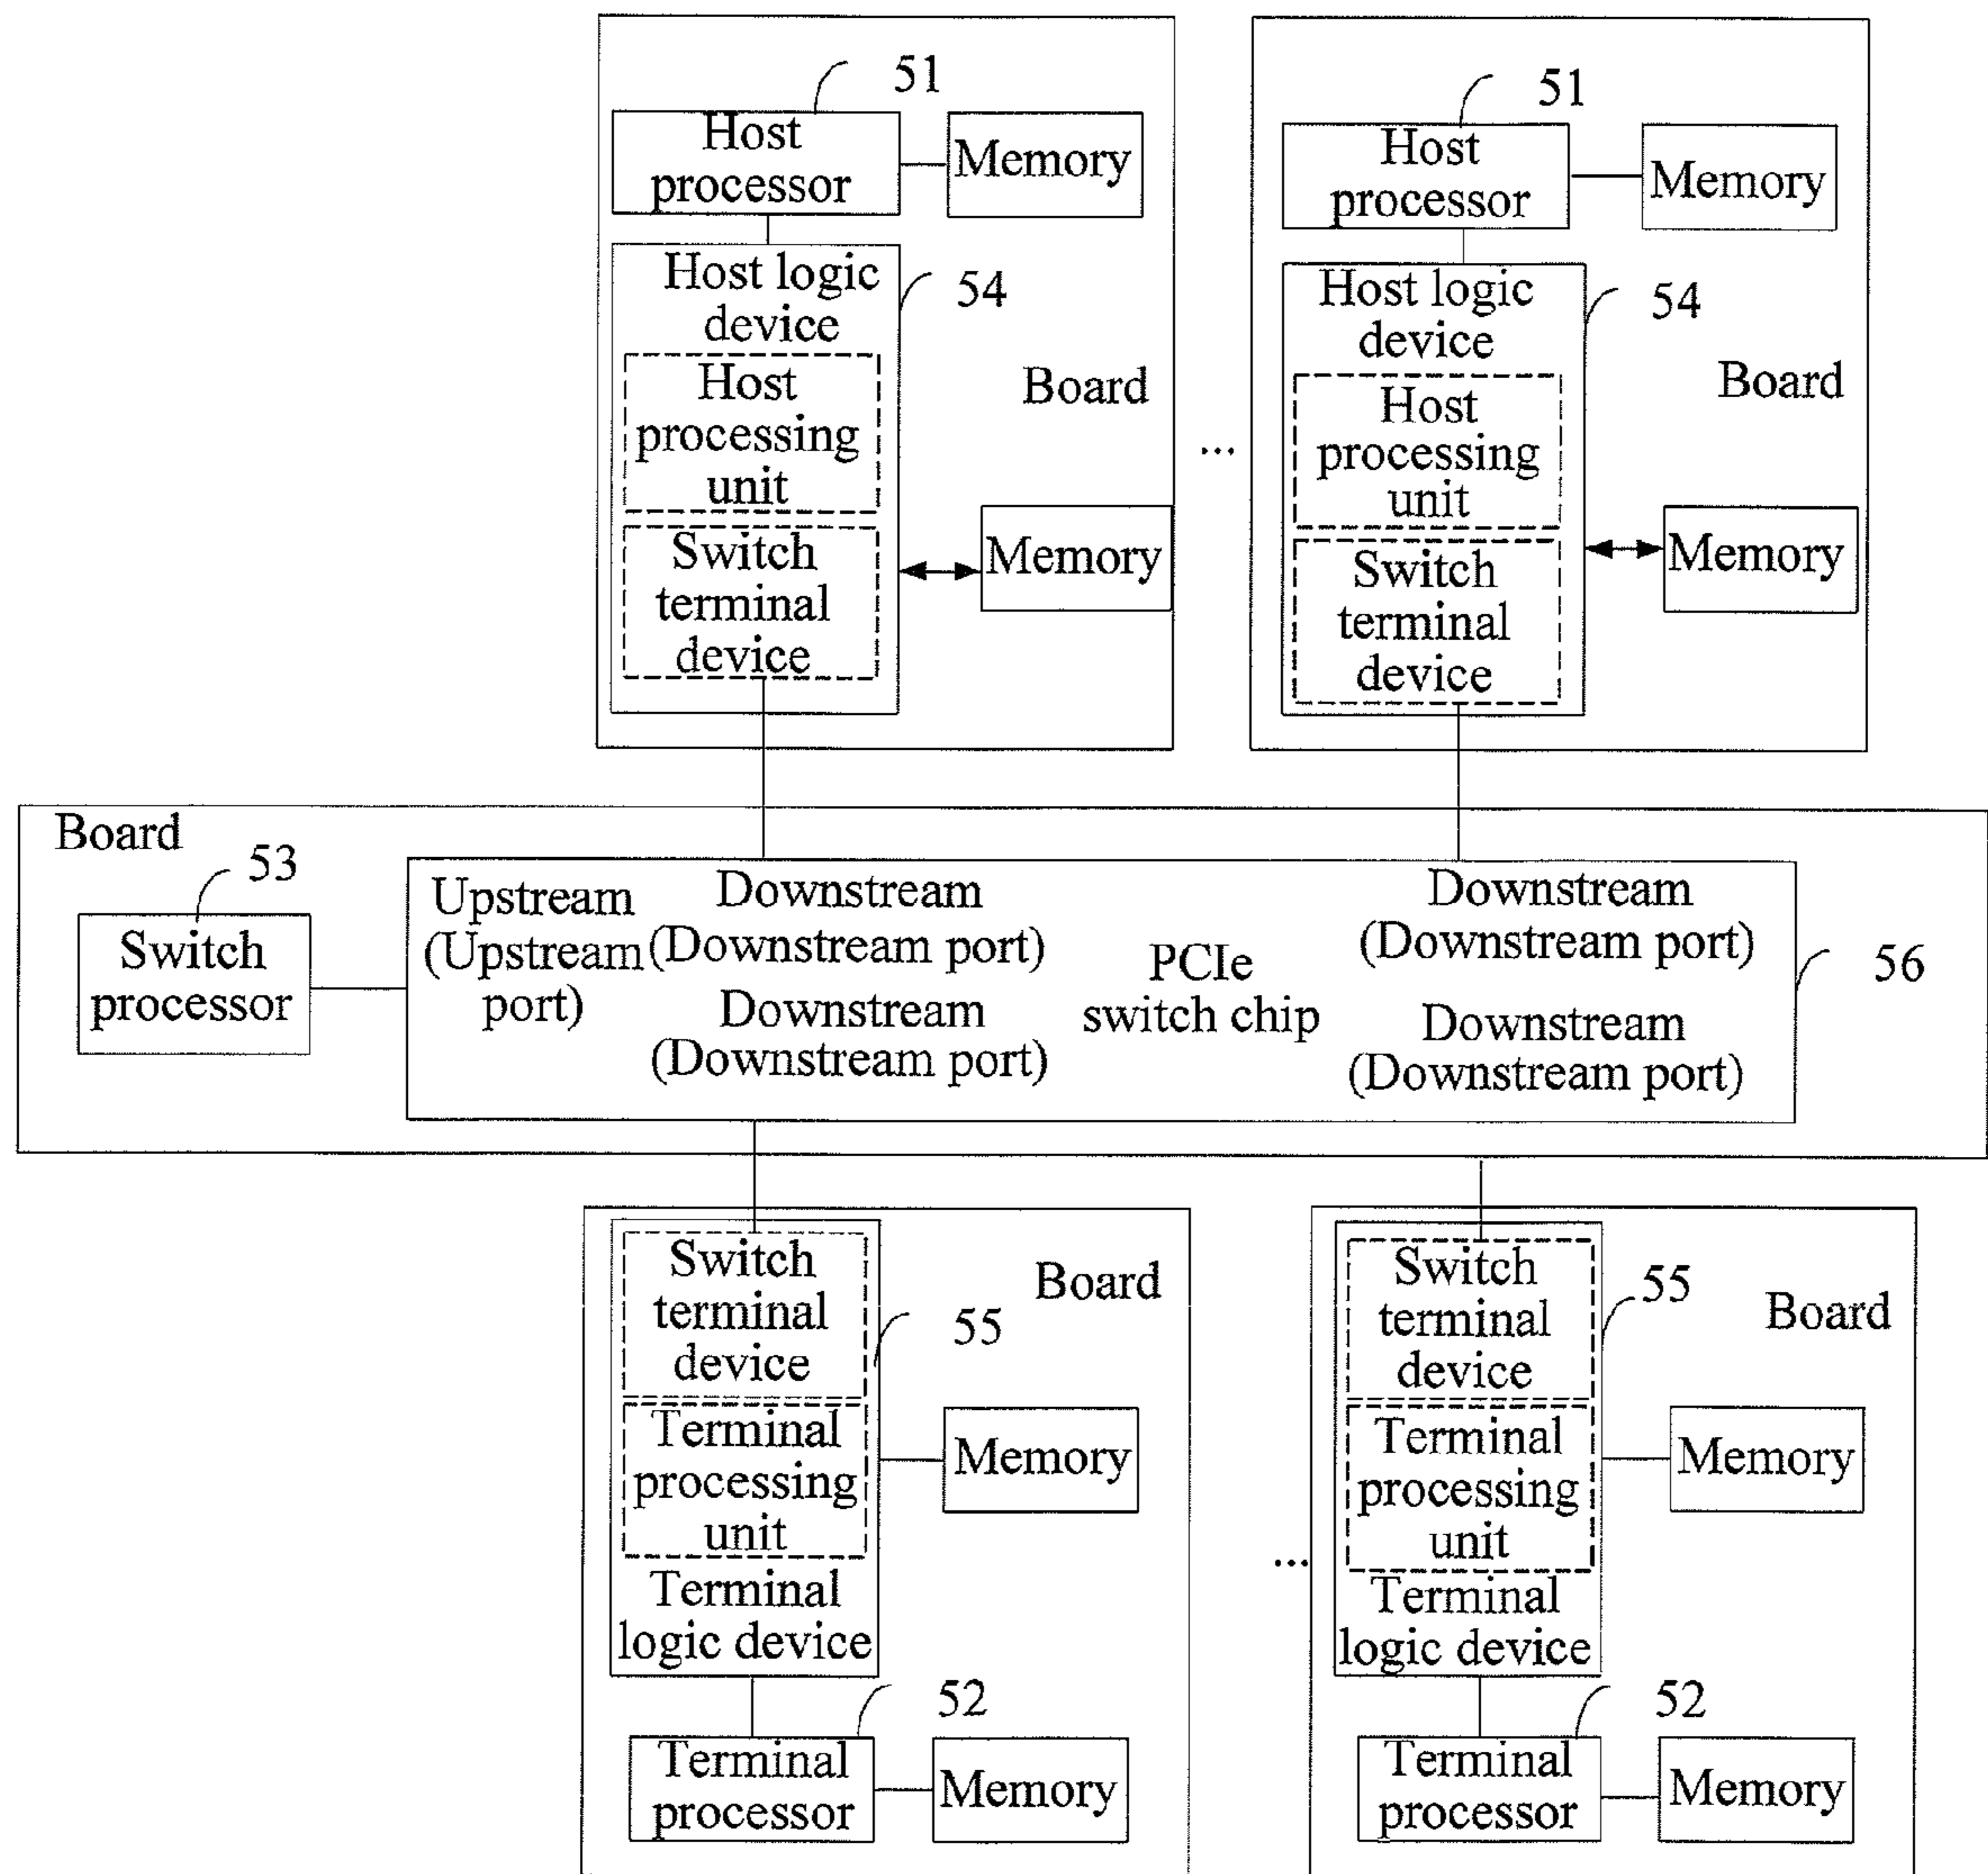 51
Host
processor
Memory
Host logic
device
54
Host
processing
unit
Board
Switch
terminal
device
Memory
...
51
Host
processor
Memory
Host logic
device
54
Host
processing
unit
Board
Switch
terminal
device
Memory
Board
53
Switch
processor
Upstream
(Upstream
port)
Downstream
(Downstream port)
Downstream
(Downstream port)
PCIe
switch chip
Downstream
(Downstream port)
Downstream
(Downstream port)
56
Switch
terminal
device
Board
55
Terminal
processing
unit
Memory
Terminal
logic device
52
Terminal
processor
Memory
...
Switch
terminal
device
55
Board
Terminal
processing
unit
Memory
Terminal
logic device
52
Terminal
processor
Memory